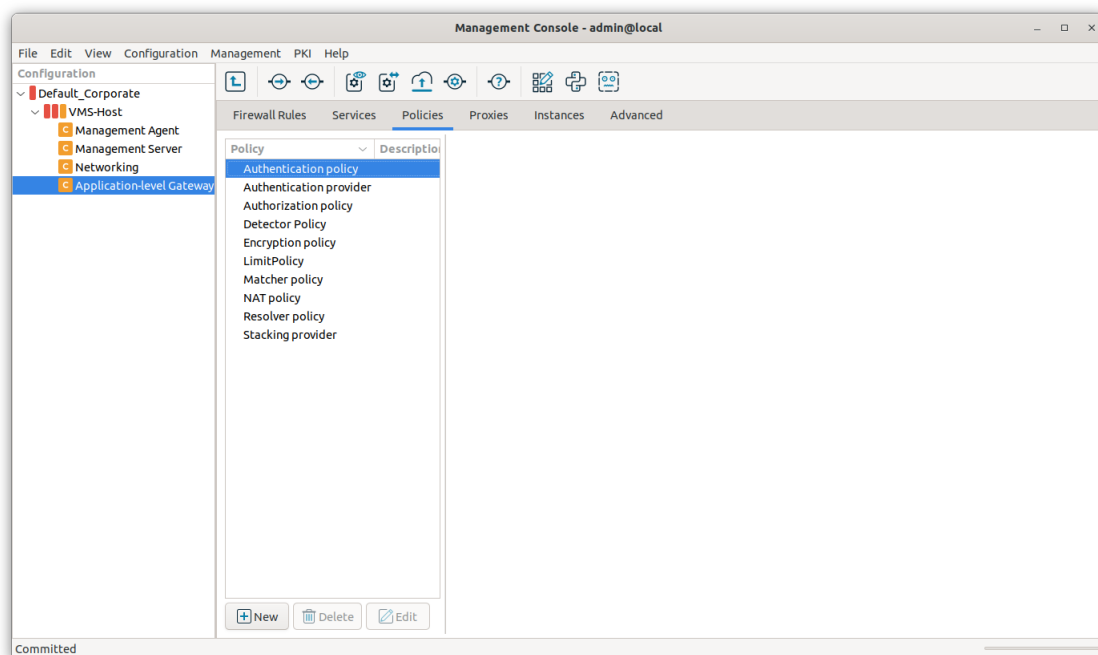 Management Console - admin@local
File Edit View Configuration Management PKI Help
Configuration
Default_Corporate
VMS-Host
C Management Agent
C Management Server
C Networking
C Application-level Gateway
Firewall Rules Services Policies Proxies Instances Advanced
Policy Description
Authentication policy
Authentication provider
Authorization policy
Detector Policy
Encryption policy
LimitPolicy
Matcher policy
NAT policy
Resolver policy
Stacking provider
New Delete Edit
Committed